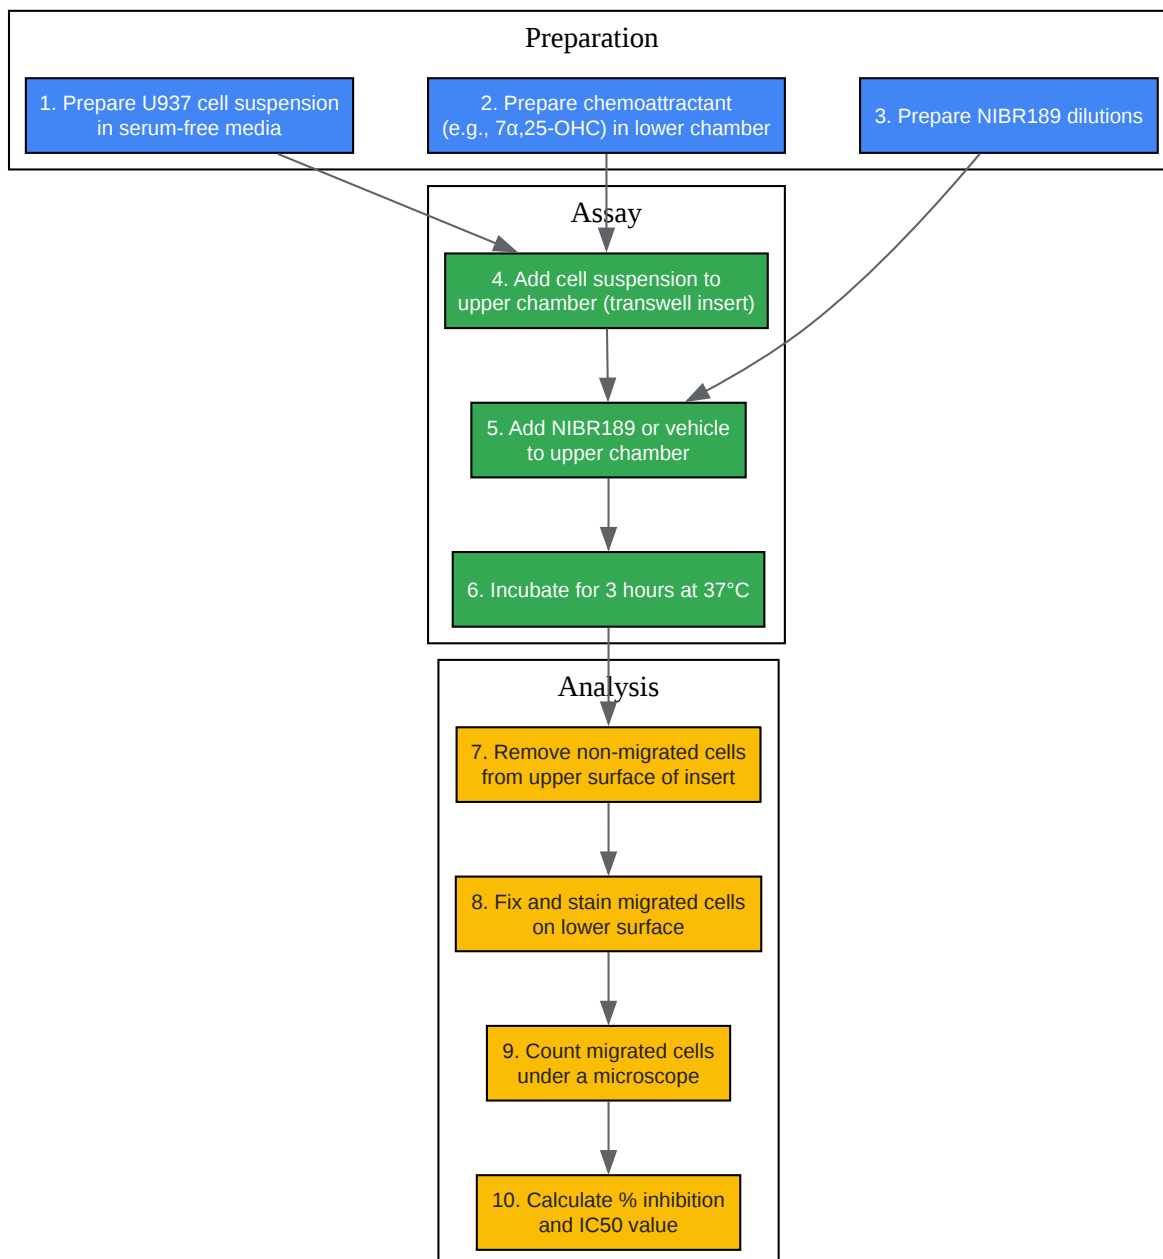 Preparation
1. Prepare U937 cell suspension
in serum-free media
2. Prepare chemoattractant
(e.g., 7α,25-OHC) in lower chamber
3. Prepare NIBR189 dilutions
Assay
4. Add cell suspension to
upper chamber (transwell insert)
5. Add NIBR189 or vehicle
to upper chamber
6. Incubate for 3 hours at 37°C
Analysis
7. Remove non-migrated cells
from upper surface of insert
8. Fix and stain migrated cells
on lower surface
9. Count migrated cells
under a microscope
10. Calculate % inhibition
and IC50 value